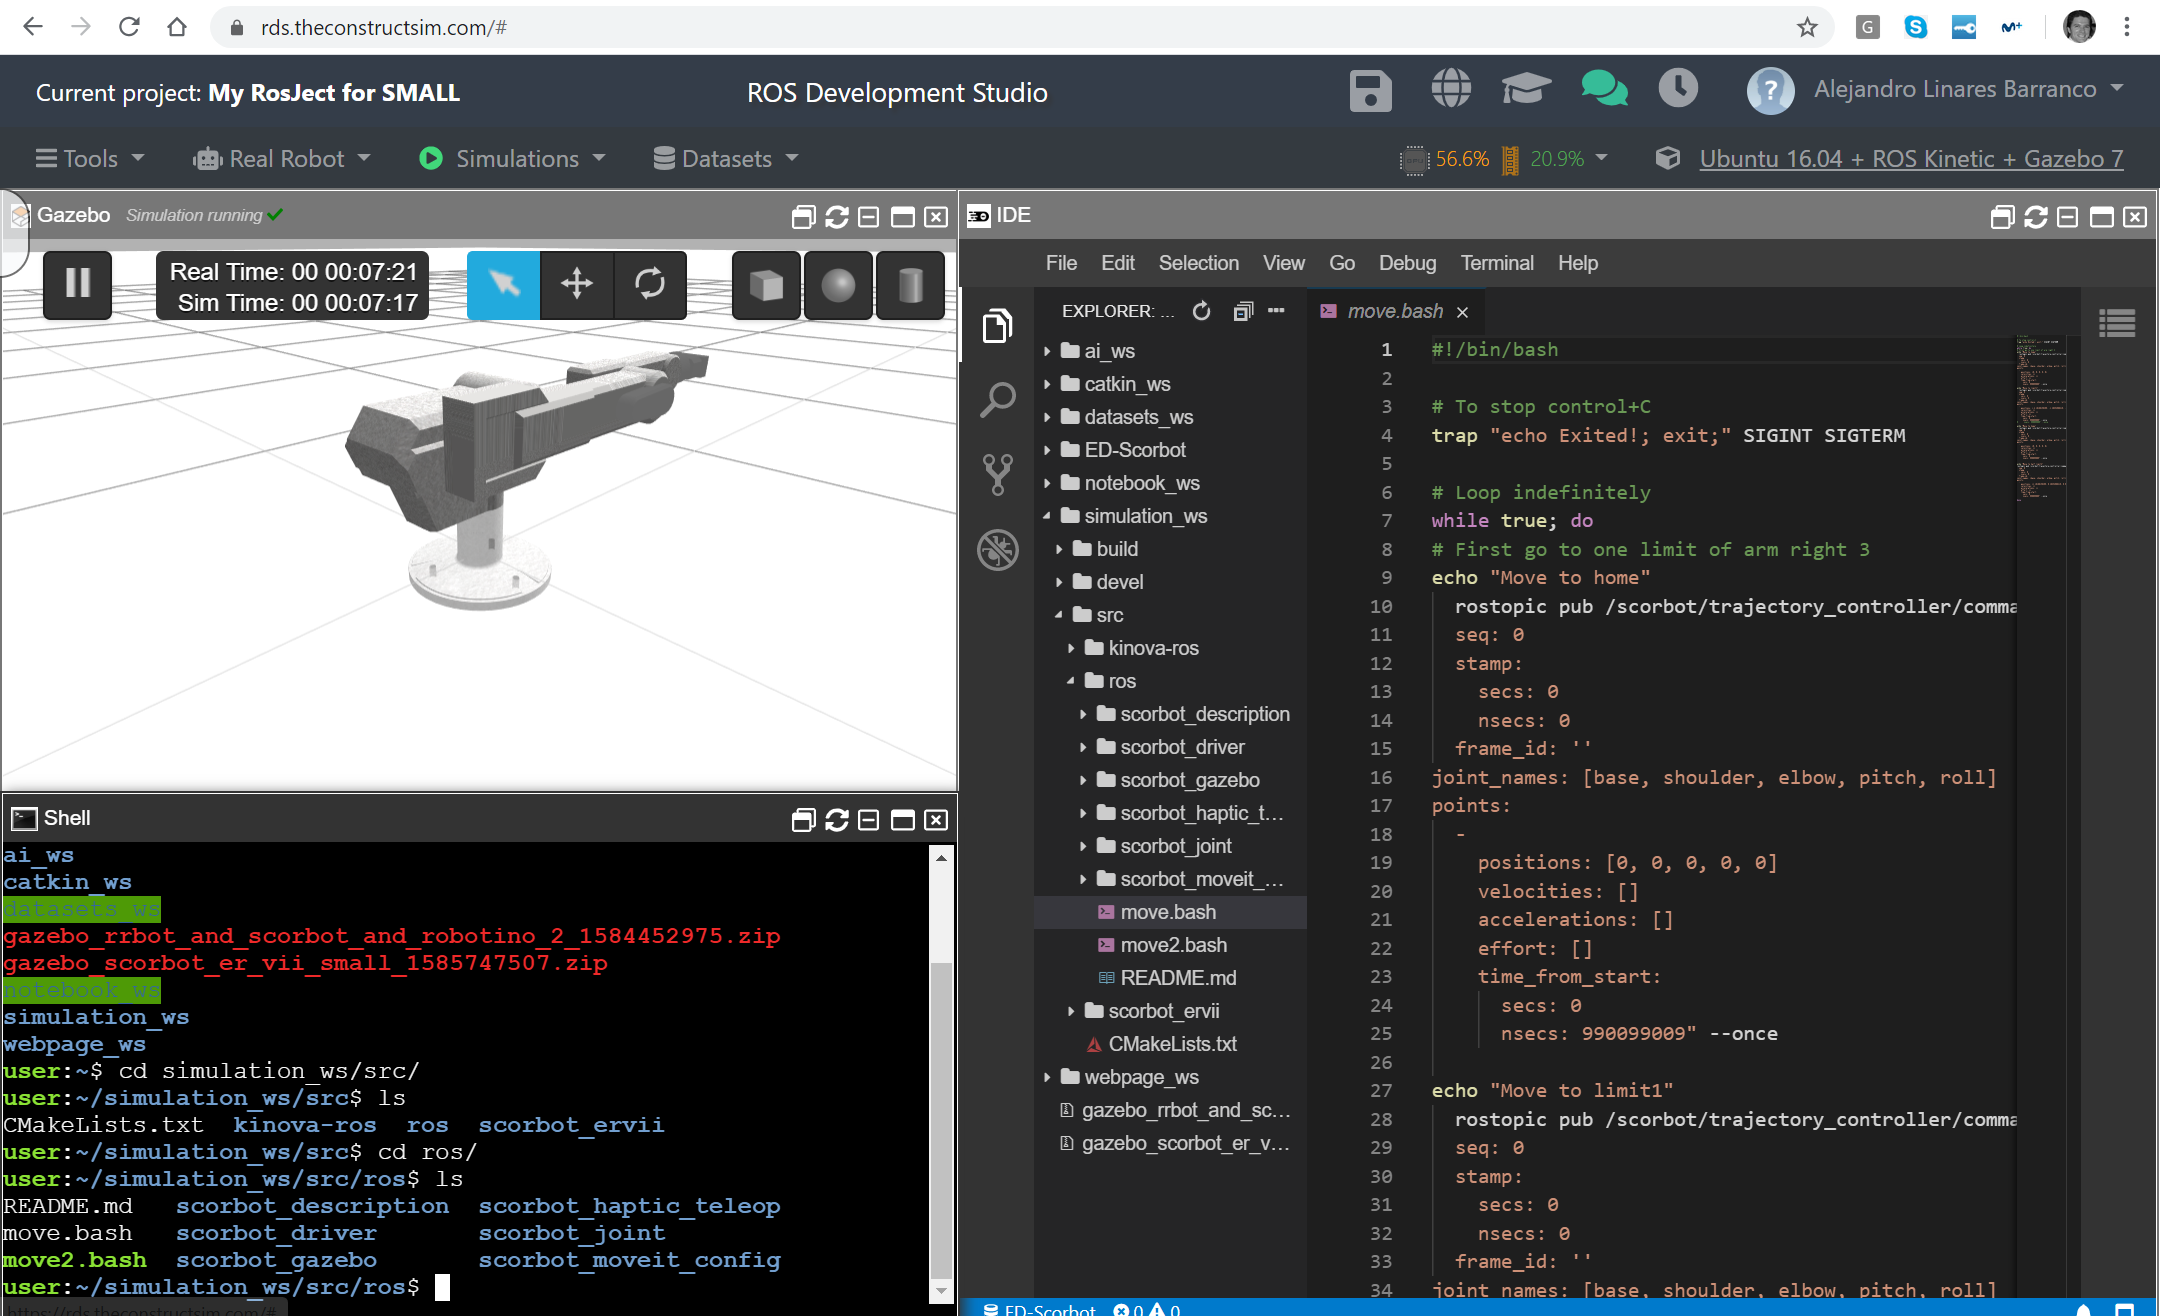 rds.theconstructsim.com/#
G
Current project: My RosJect for SMALL
ROS Development Studio
Alejandro Linares Barranco
Tools
Real Robot
Simulations
Datasets
56.6%
20.9%
Ubuntu 16.04 + ROS Kinetic + Gazebo 7
Gazebo Simulation running
Real Time: 00 00:07:21
Sim Time: 00 00:07:17
Shell
ai_ws
catkin_ws
datasets_ws
gazebo_rrbot_and_scorbot_and_robotino_2_1584452975.zip
gazebo_scorbot_er_vii_small_1585747507.zip
notebook_ws
simulation_ws
webpage_ws
user:~$ cd simulation_ws/src/
user:~/simulation_ws/src$ ls
CMakeLists.txt kinova-ros ros scorbot_ervii
user:~/simulation_ws/src$ cd ros/
user:~/simulation_ws/src/ros$ ls
README.md scorbot_description scorbot_haptic_teleop
move.bash scorbot_driver scorbot_joint
move2.bash scorbot_gazebo scorbot_moveit_config
user:~/simulation_ws/src/ros$
https://rds.theconstructsim.com/#
IDE
File Edit Selection View Go Debug Terminal Help
EXPLORER: ...
ai_ws
catkin_ws
datasets_ws
ED-Scorbot
notebook_ws
simulation_ws
build
devel
src
kinova-ros
ros
scorbot_description
scorbot_driver
scorbot_gazebo
scorbot_haptic_t...
scorbot_joint
scorbot_moveit_...
move.bash
move2.bash
README.md
scorbot_ervii
CMakeLists.txt
webpage_ws
gazebo_rrbot_and_sc...
gazebo_scorbot_er_v...
move.bash
1 #!/bin/bash
2
3 # To stop control+C
4 trap "echo Exited!; exit;" SIGINT SIGTERM
5
6 # Loop indefinitely
7 while true; do
8 # First go to one limit of arm right 3
9 echo "Move to home"
10 rostopic pub /scorbot/trajectory_controller/comma
11 seq: 0
12 stamp:
13 secs: 0
14 nsecs: 0
15 frame_id: ''
16 joint_names: [base, shoulder, elbow, pitch, roll]
17 points:
18 -
19 positions: [0, 0, 0, 0, 0]
20 velocities: []
21 accelerations: []
22 effort: []
23 time_from_start:
24 secs: 0
25 nsecs: 990099009" --once
26
27 echo "Move to limit1"
28 rostopic pub /scorbot/trajectory_controller/comma
29 seq: 0
30 stamp:
31 secs: 0
32 nsecs: 0
33 frame_id: ''
34 joint_names: [base, shoulder, elbow, pitch, roll]
ED-Scorbot 0 0